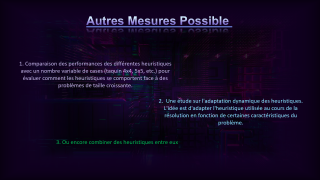 Autres Mesures Possible
1. Comparaison des performances des différentes heuristiques
avec un nombre variable de cases (taquin 4x4, 5x5, etc.) pour
évaluer comment les heuristiques se comportent face à des
problèmes de taille croissante.
2. Une étude sur l'adaptation dynamique des heuristiques.
L'idée est d'adapter l'heuristique utilisée au cours de la
résolution en fonction de certaines caractéristiques du
problème.
3. Ou encore combiner des heuristiques entre eux